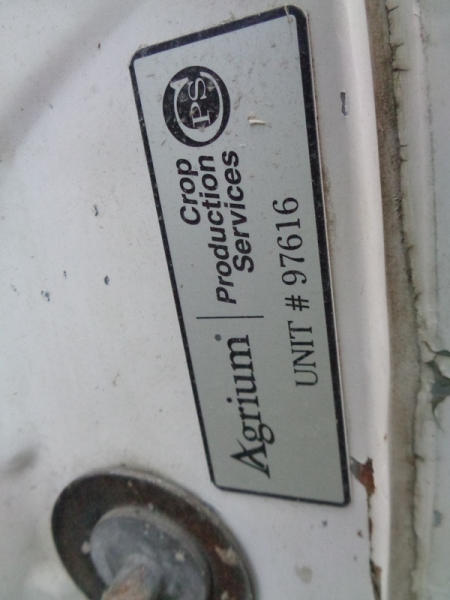 Agrium
CPS
Crop
Production
Services
UNIT # 97616